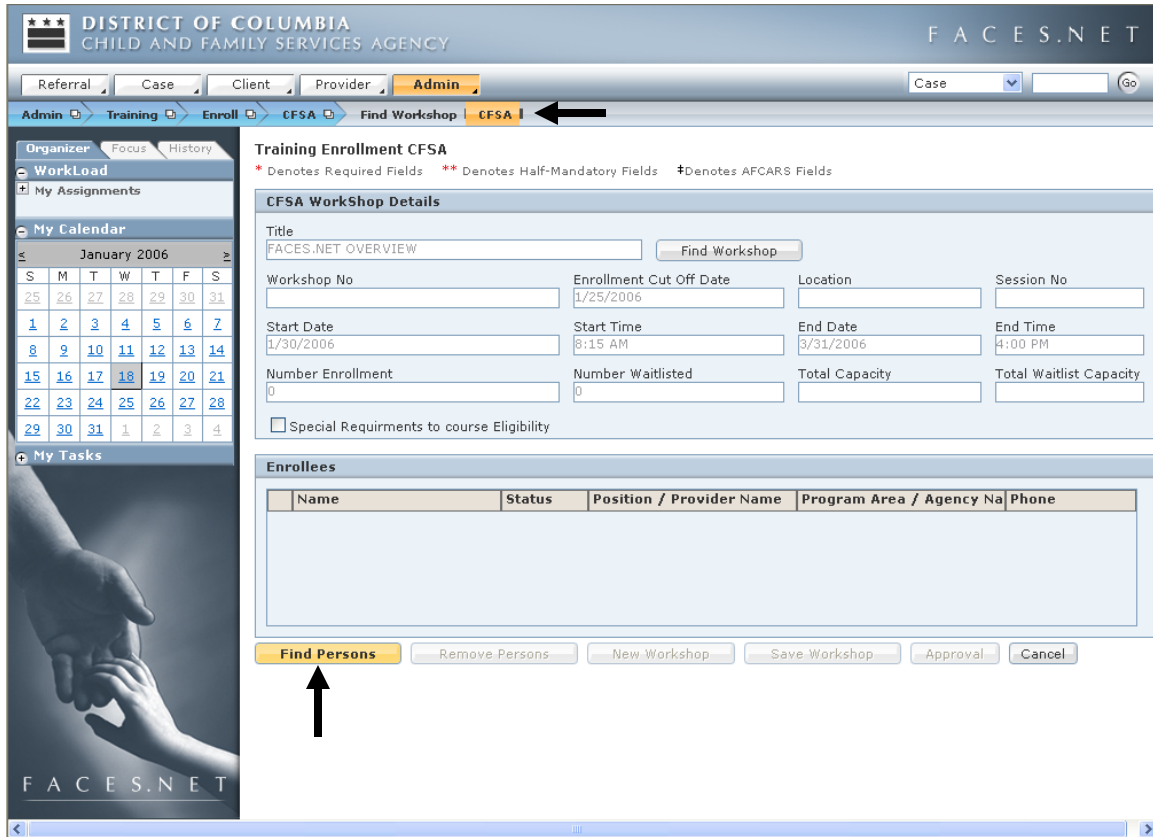 DISTRICT OF COLUMBIA
CHILD AND FAMILY SERVICES AGENCY
FACES.NET
Referral Case Client Provider Admin Case Go
Admin Training Enroll CFSA Find Workshop CFSA
Organizer Focus History
WorkLoad
My Assignments
My Calendar
< January 2006 >
S M T W T F S
25 26 27 28 29 30 31
1 2 3 4 5 6 7
8 9 10 11 12 13 14
15 16 17 18 19 20 21
22 23 24 25 26 27 28
29 30 31 1 2 3 4
My Tasks
FACES.NET
Training Enrollment CFSA
* Denotes Required Fields ** Denotes Half-Mandatory Fields ‡Denotes AFCARS Fields
CFSA WorkShop Details
Title
FACES.NET OVERVIEW Find Workshop
Workshop No Enrollment Cut Off Date Location Session No
1/25/2006
Start Date Start Time End Date End Time
1/30/2006 8:15 AM 3/31/2006 4:00 PM
Number Enrollment Number Waitlisted Total Capacity Total Waitlist Capacity
0 0
Special Requirments to course Eligibility
Enrollees
Name Status Position / Provider Name Program Area / Agency Na Phone
Find Persons Remove Persons New Workshop Save Workshop Approval Cancel